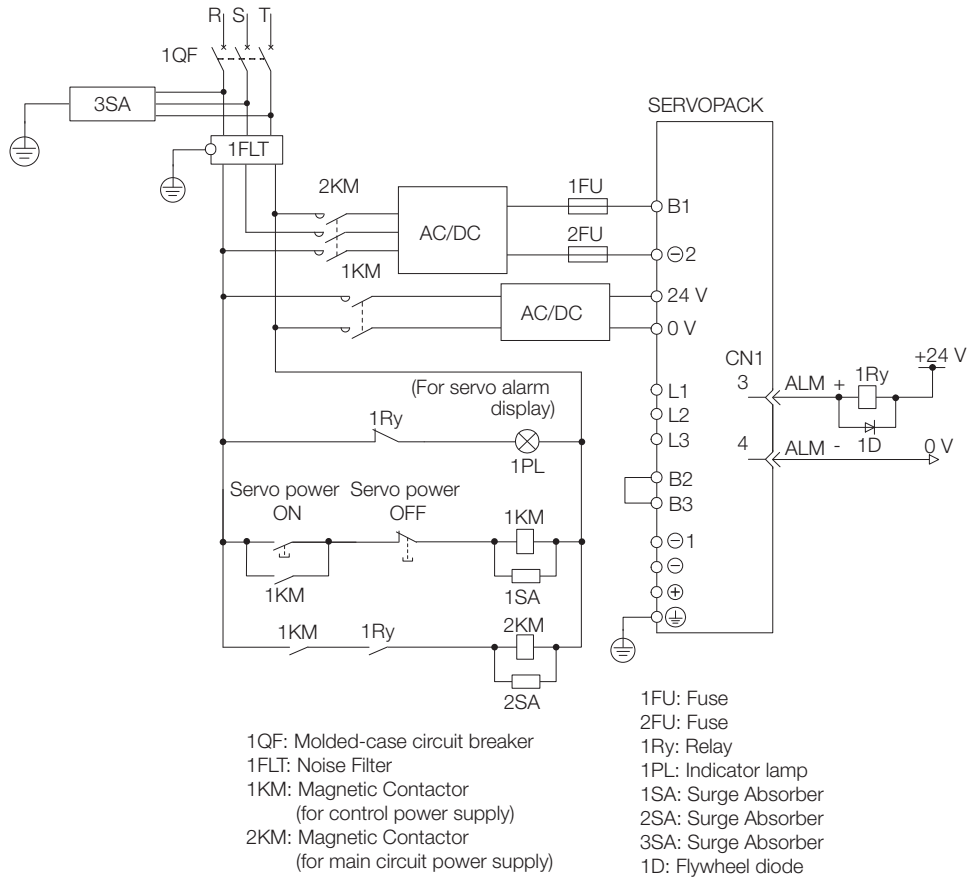 R S T
1QF
3SA
1FLT
SERVOPACK
2KM
1FU
B1
AC/DC
2FU
⊖2
1KM
24 V
AC/DC
0 V
CN1
+24 V
3
ALM +
1Ry
1D
L1
L2
L3
4
ALM -
0 V
(For servo alarm
display)
1Ry
1PL
B2
B3
Servo power
ON
Servo power
OFF
1KM
1KM
1SA
⊖1
⊖
⊕
1KM
1Ry
2KM
2SA
1QF: Molded-case circuit breaker
1FLT: Noise Filter
1KM: Magnetic Contactor
(for control power supply)
2KM: Magnetic Contactor
(for main circuit power supply)
1FU: Fuse
2FU: Fuse
1Ry: Relay
1PL: Indicator lamp
1SA: Surge Absorber
2SA: Surge Absorber
3SA: Surge Absorber
1D: Flywheel diode